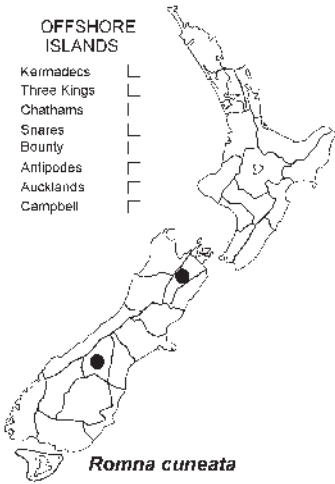 OFFSHORE
ISLANDS
Kermadecs
Three Kings
Chathams
Snares
Bounty
Antipodes
Aucklands
Campbell
Romna cuneata